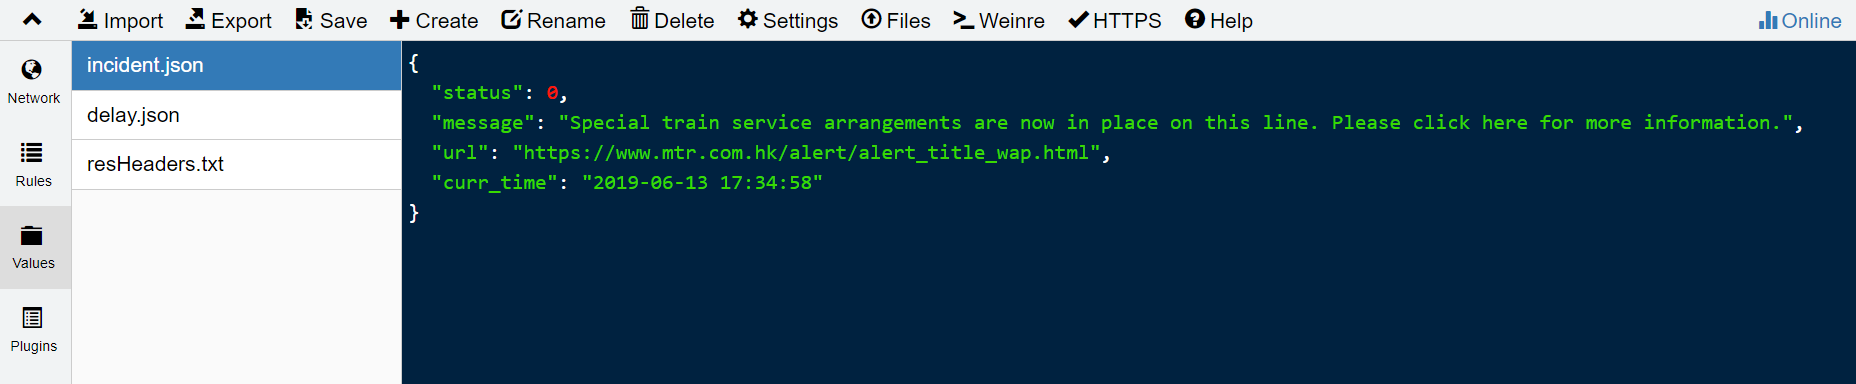 Import Export Save Create Rename Delete Settings Files Weinre HTTPS Help Online
Network
Rules
Values
Plugins
incident.json
delay.json
resHeaders.txt
{
"status": 0,
"message": "Special train service arrangements are now in place on this line. Please click here for more information.",
"url": "https://www.mtr.com.hk/alert/alert_title_wap.html",
"curr_time": "2019-06-13 17:34:58"
}